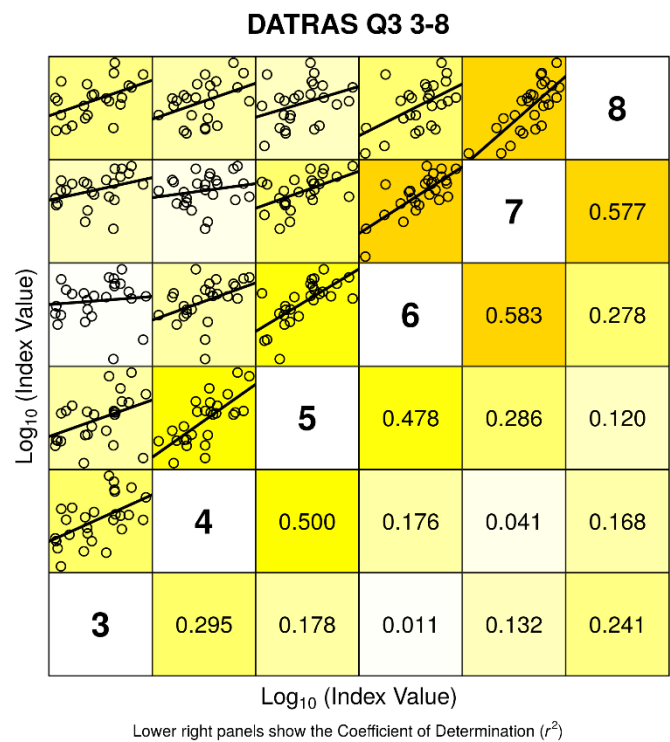 DATRAS Q3 3-8
8
7 0.577
6 0.583 0.278
5 0.478 0.286 0.120
4 0.500 0.176 0.041 0.168
3 0.295 0.178 0.011 0.132 0.241
Log₁₀ (Index Value)
Log₁₀ (Index Value)
Lower right panels show the Coefficient of Determination (r²)